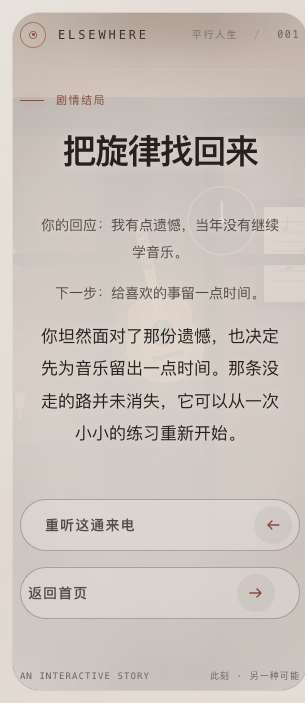 ELSEWHERE
平行人生 / 001
剧情结局
把旋律找回来
你的回应：我有点遗憾，当年没有继续
学音乐。
下一步：给喜欢的事留一点时间。
你坦然面对了那份遗憾，也决定
先为音乐留出一点时间。那条没
走的路并未消失，它可以从一次
小小的练习重新开始。
重听这通来电 ←
返回首页 →
AN INTERACTIVE STORY
此刻 · 另一种可能